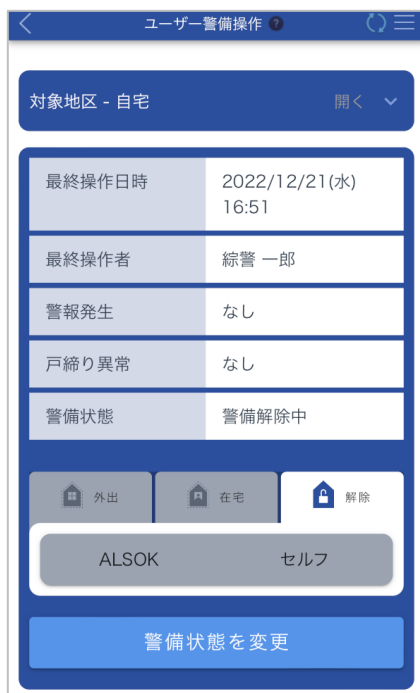 ユーザー警備操作 ?
対象地区 - 自宅 開く
最終操作日時 2022/12/21(水)
16:51
最終操作者 綜警 一郎
警報発生 なし
戸締り異常 なし
警備状態 警備解除中
外出 在宅 解除
ALSOK セルフ
警備状態を変更